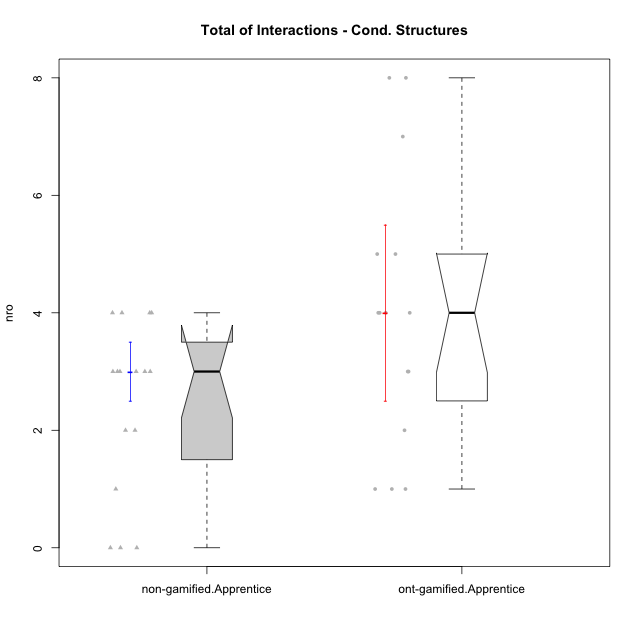 Total of Interactions - Cond. Structures
8
6
4
2
0
nro
non-gamified.Apprentice
ont-gamified.Apprentice